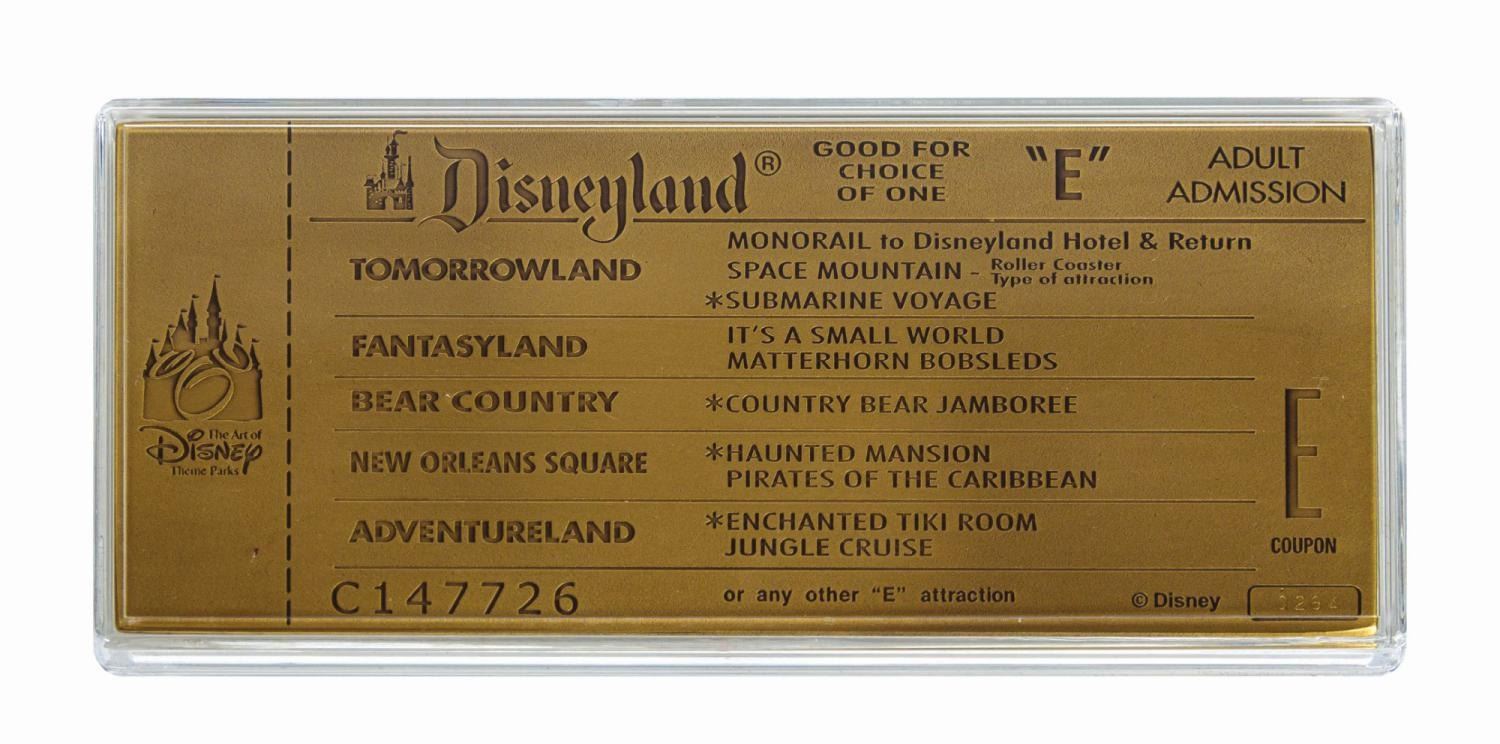 Disneyland®
GOOD FOR
CHOICE
OF ONE
"E"
ADULT
ADMISSION
TOMORROWLAND
MONORAIL to Disneyland Hotel & Return
SPACE MOUNTAIN - Roller Coaster
Type of attraction
*SUBMARINE VOYAGE
FANTASYLAND
IT'S A SMALL WORLD
MATTERHORN BOBSLEDS
BEAR COUNTRY
*COUNTRY BEAR JAMBOREE
NEW ORLEANS SQUARE
*HAUNTED MANSION
PIRATES OF THE CARIBBEAN
ADVENTURELAND
*ENCHANTED TIKI ROOM
JUNGLE CRUISE
E
COUPON
The Art of
DISNEY
Theme Parks
C147726
or any other "E" attraction
© Disney